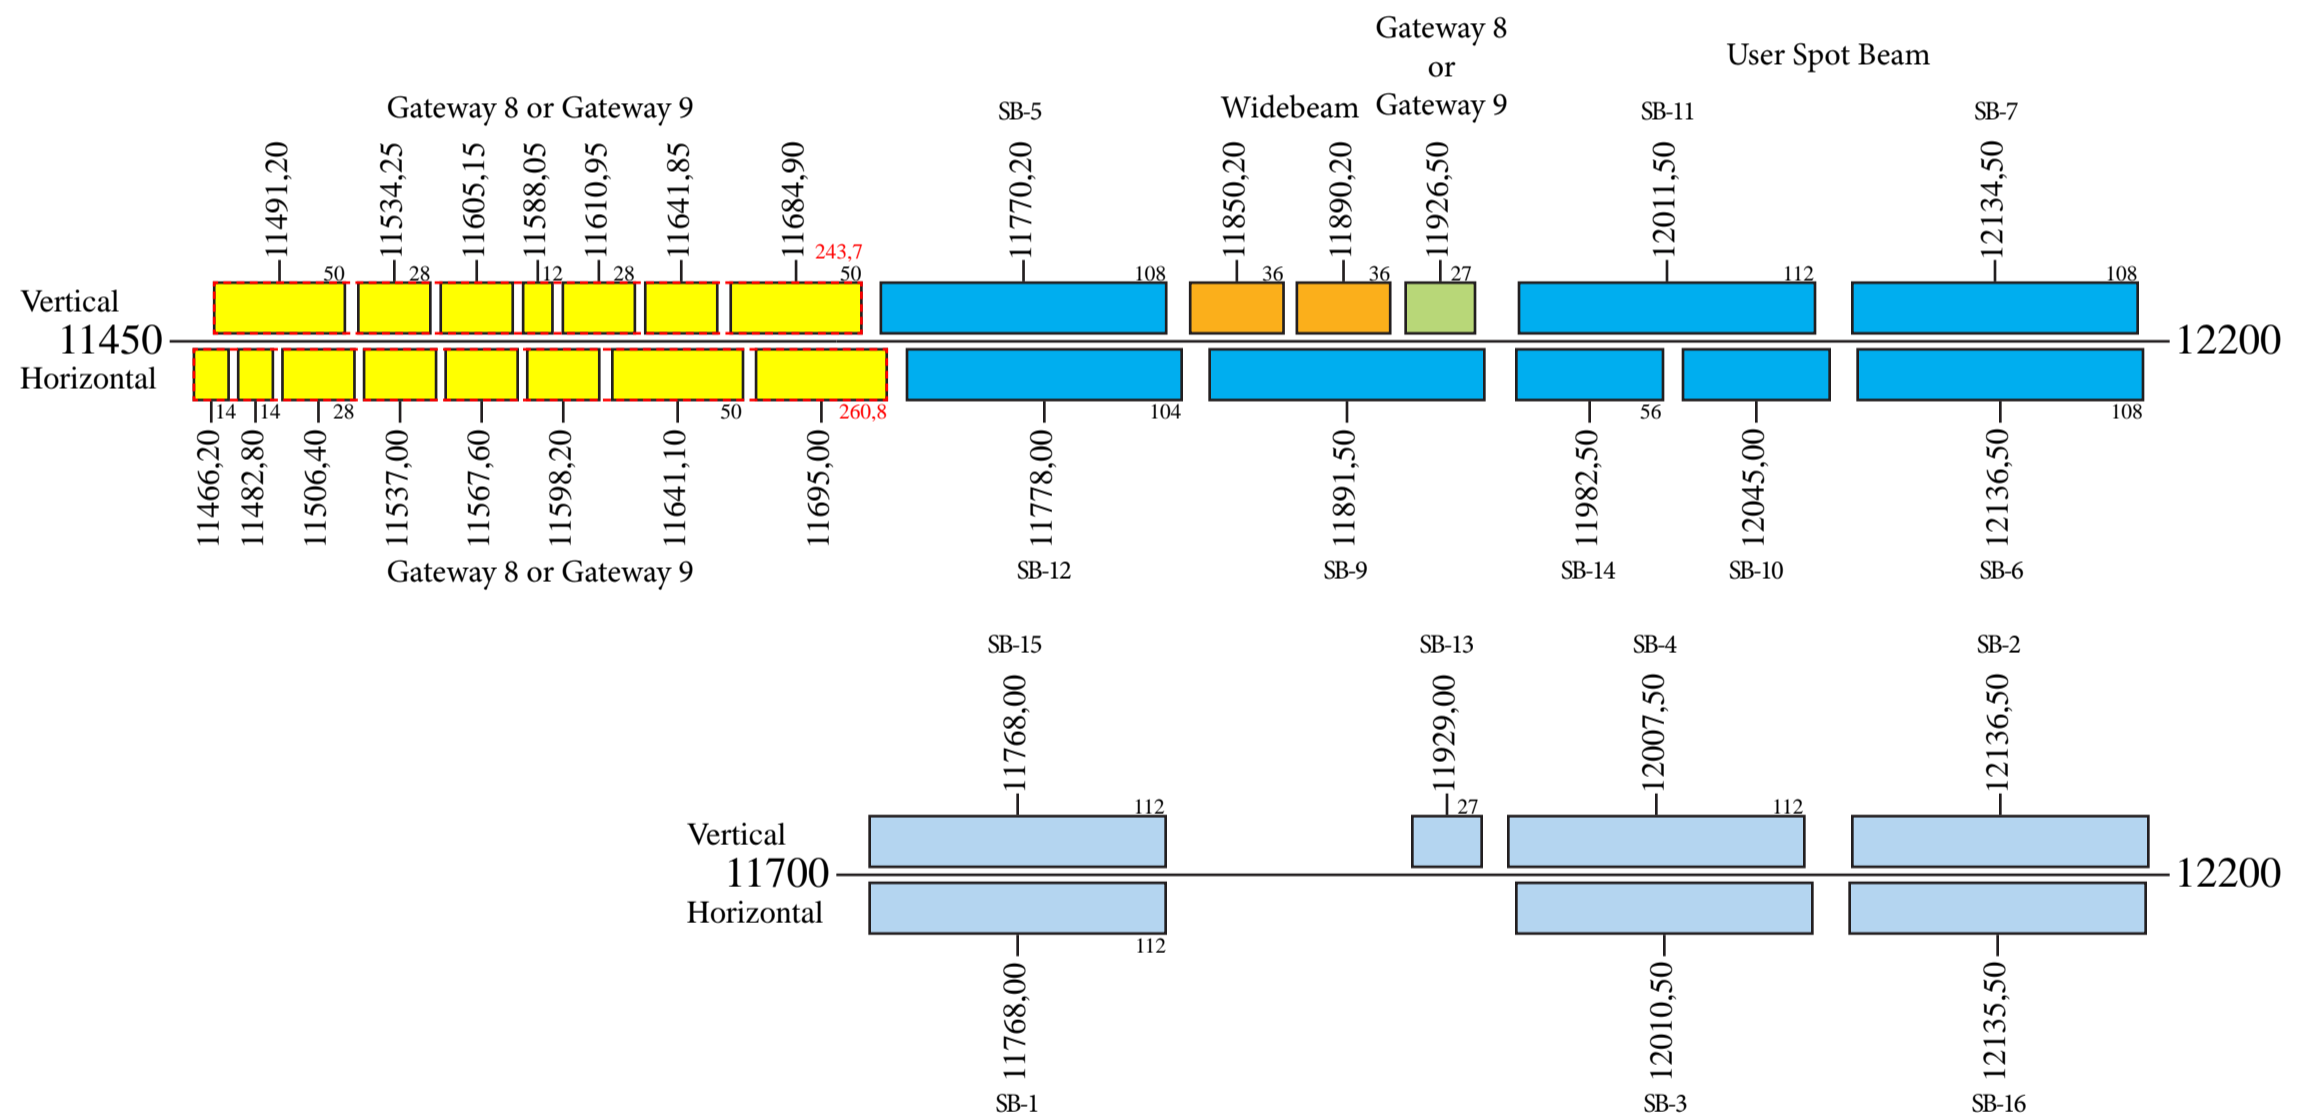 Gateway 8
or
Gateway 9
User Spot Beam
Gateway 8 or Gateway 9
SB-5
Widebeam
SB-11
SB-7
11491,20
11534,25
11605,15
11588,05
11610,95
11641,85
11684,90
11770,20
11850,20
11890,20
11926,50
12011,50
12134,50
243,7
50
28
12
28
50
108
36
36
27
112
108
Vertical
11450
12200
Horizontal
14
14
28
50
260,8
104
56
108
11466,20
11482,80
11506,40
11537,00
11567,60
11598,20
11641,10
11695,00
11778,00
11891,50
11982,50
12045,00
12136,50
Gateway 8 or Gateway 9
SB-12
SB-9
SB-14
SB-10
SB-6
SB-15
SB-13
SB-4
SB-2
11768,00
11929,00
12007,50
12136,50
112
27
112
Vertical
11700
12200
Horizontal
112
11768,00
12010,50
12135,50
SB-1
SB-3
SB-16